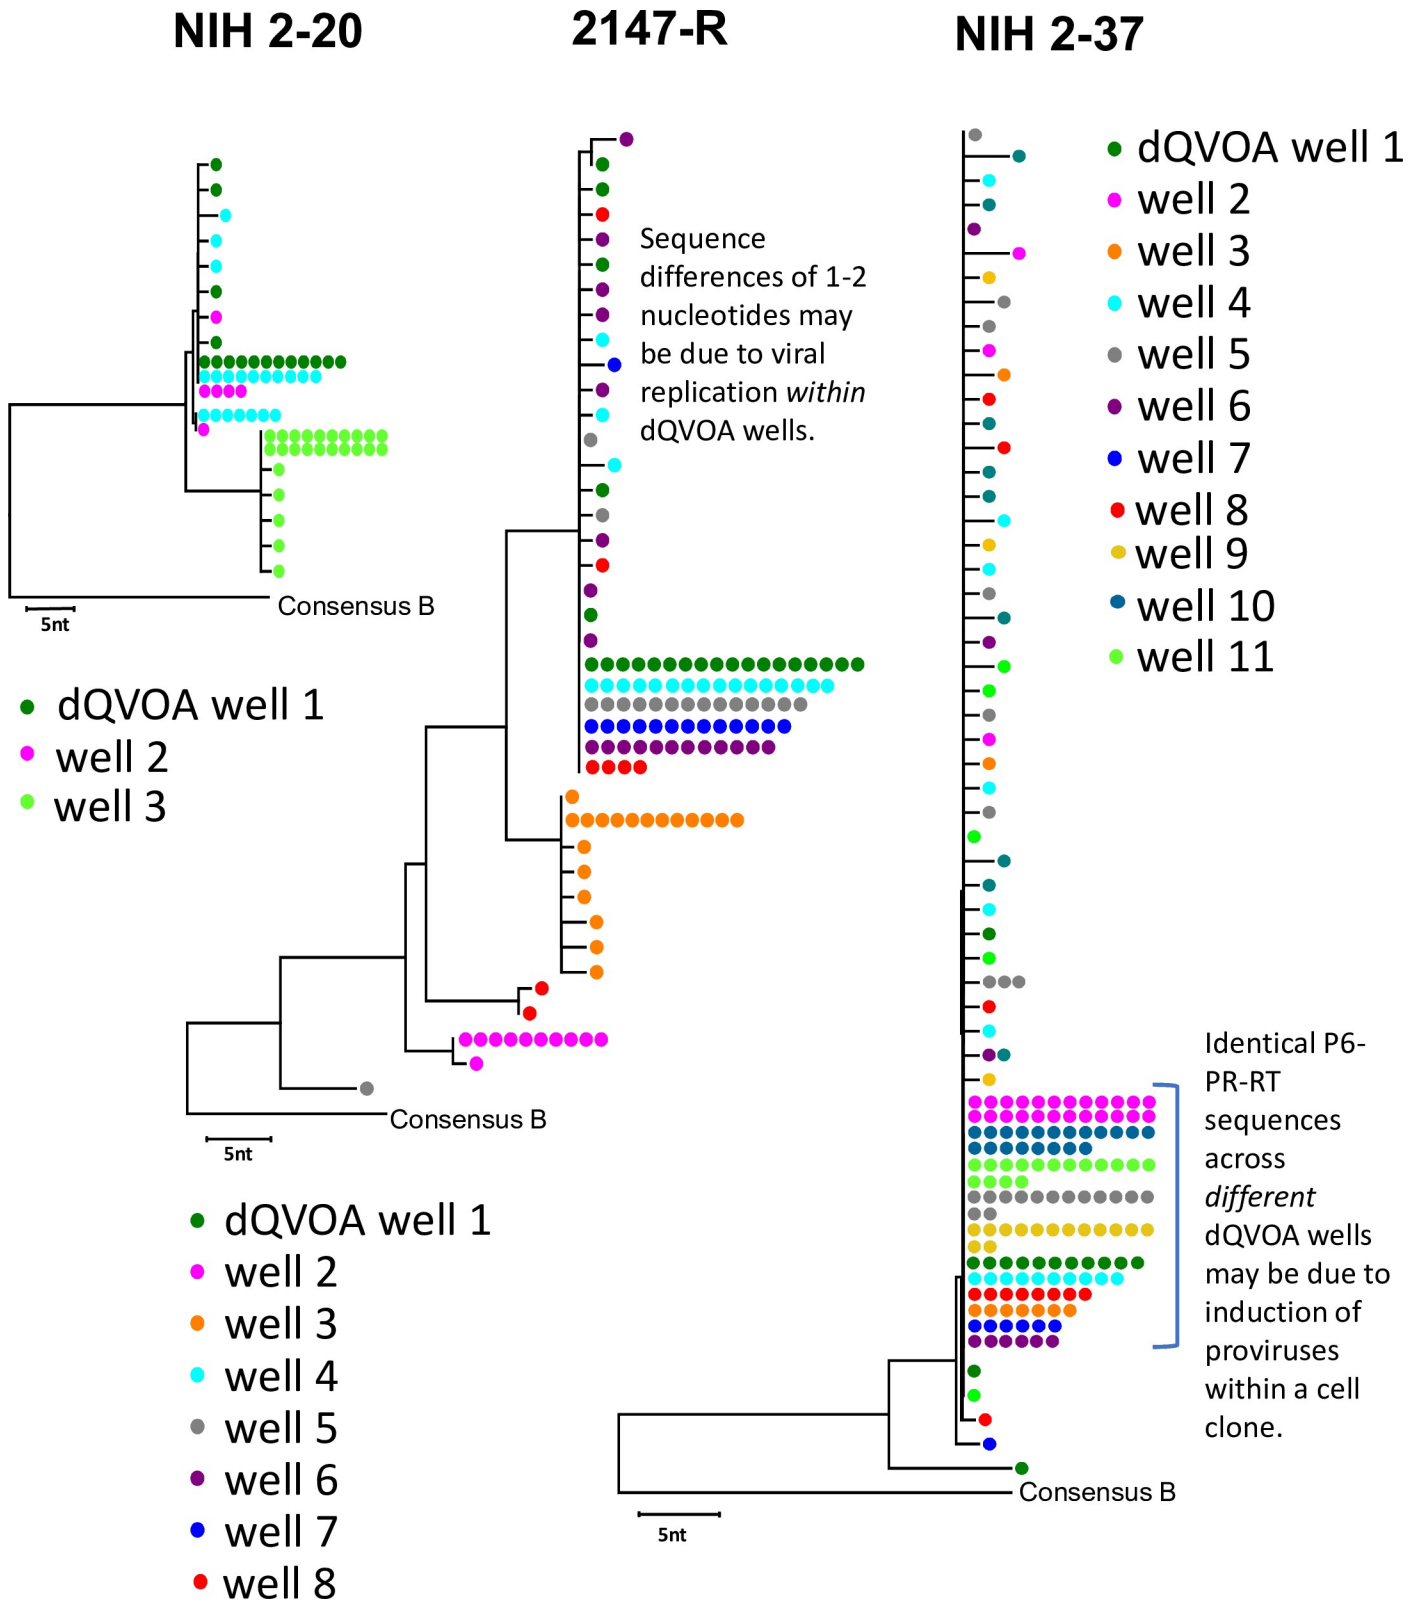 NIH 2-20
2147-R
NIH 2-37
Consensus B
5nt
dQVOA well 1
well 2
well 3
Sequence
differences of 1-2
nucleotides may
be due to viral
replication within
dQVOA wells.
Consensus B
5nt
dQVOA well 1
well 2
well 3
well 4
well 5
well 6
well 7
well 8
dQVOA well 1
well 2
well 3
well 4
well 5
well 6
well 7
well 8
well 9
well 10
well 11
Identical P6-
PR-RT
sequences
across
different
dQVOA wells
may be due to
induction of
proviruses
within a cell
clone.
Consensus B
5nt